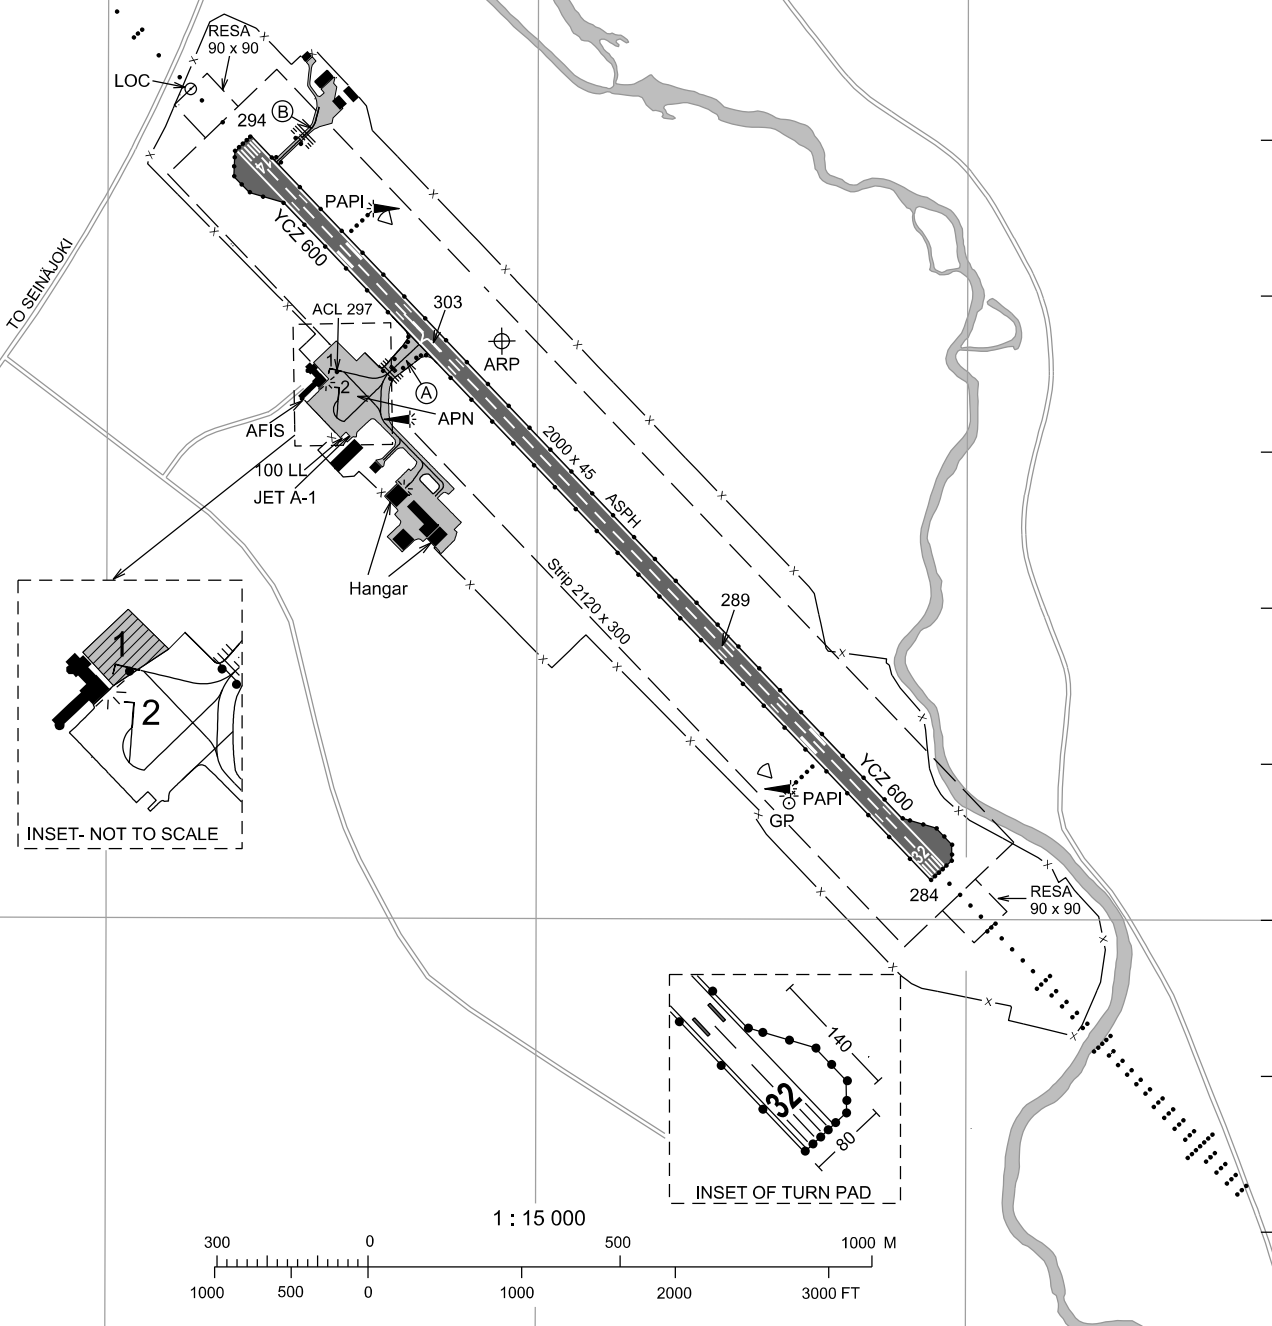 RESA
90 x 90
LOC
294
B
14
PAPI
YCZ 600
TO SEINÄJOKI
ACL 297
303
ARP
1
2
A
AFIS
APN
100 LL
JET A-1
2000 x 45
ASPH
Hangar
Strip 2120 x 300
289
1
2
INSET- NOT TO SCALE
YCZ 600
PAPI
GP
32
284
RESA
90 x 90
140
32
80
INSET OF TURN PAD
1 : 15 000
300 0 500 1000 M
1000 500 0 1000 2000 3000 FT